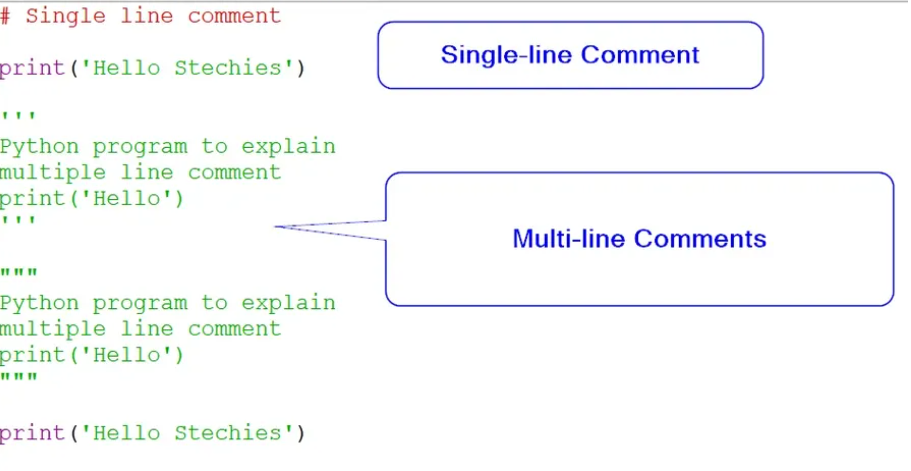 # Single line comment
Single-line Comment
print('Hello Stechies')
'''
Python program to explain
multiple line comment
print('Hello')
'''
Multi-line Comments
"""
Python program to explain
multiple line comment
print('Hello')
"""
print('Hello Stechies')